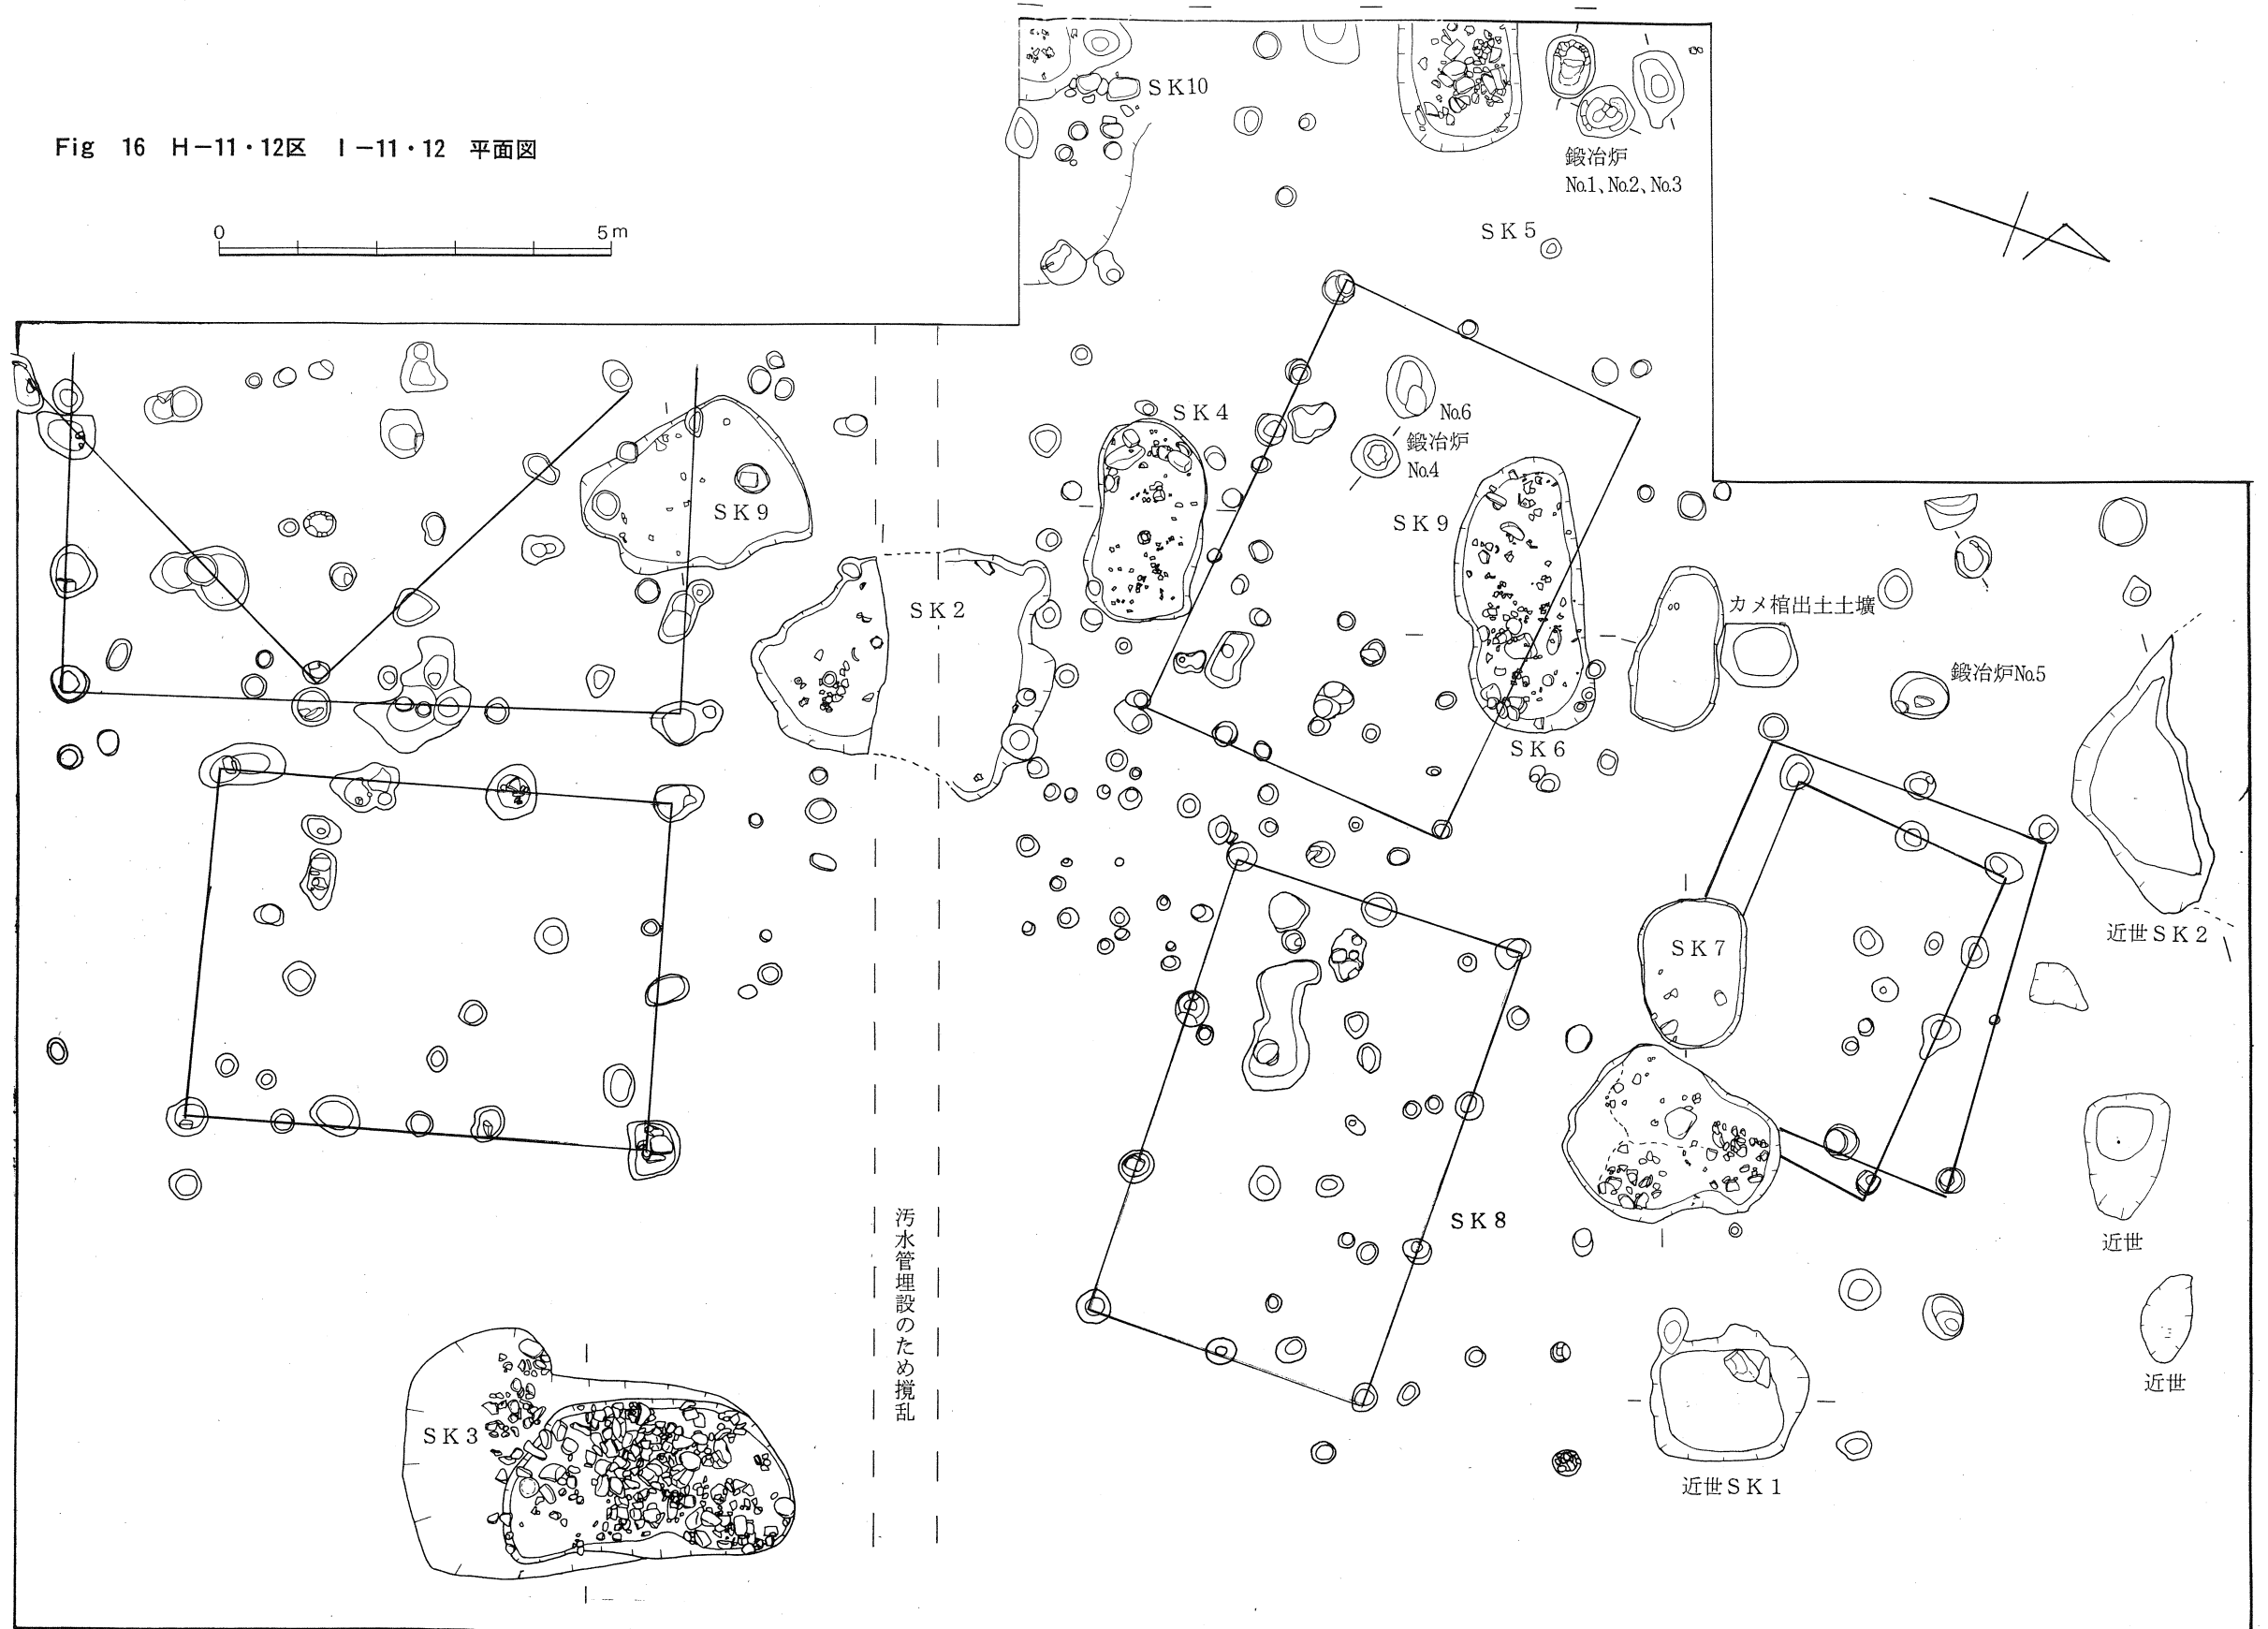 Fig 16 H－11・12区 I－11・12 平面図
0 5m
SK10
鍛冶炉
No.1、No.2、No.3
SK5
SK4
No.6
鍛冶炉
No.4
SK9
SK9
SK2
カメ棺出土土壙
鍛冶炉No.5
SK6
SK7
近世SK2
SK8
汚水管埋設のため撹乱
近世
近世
SK3
近世SK1